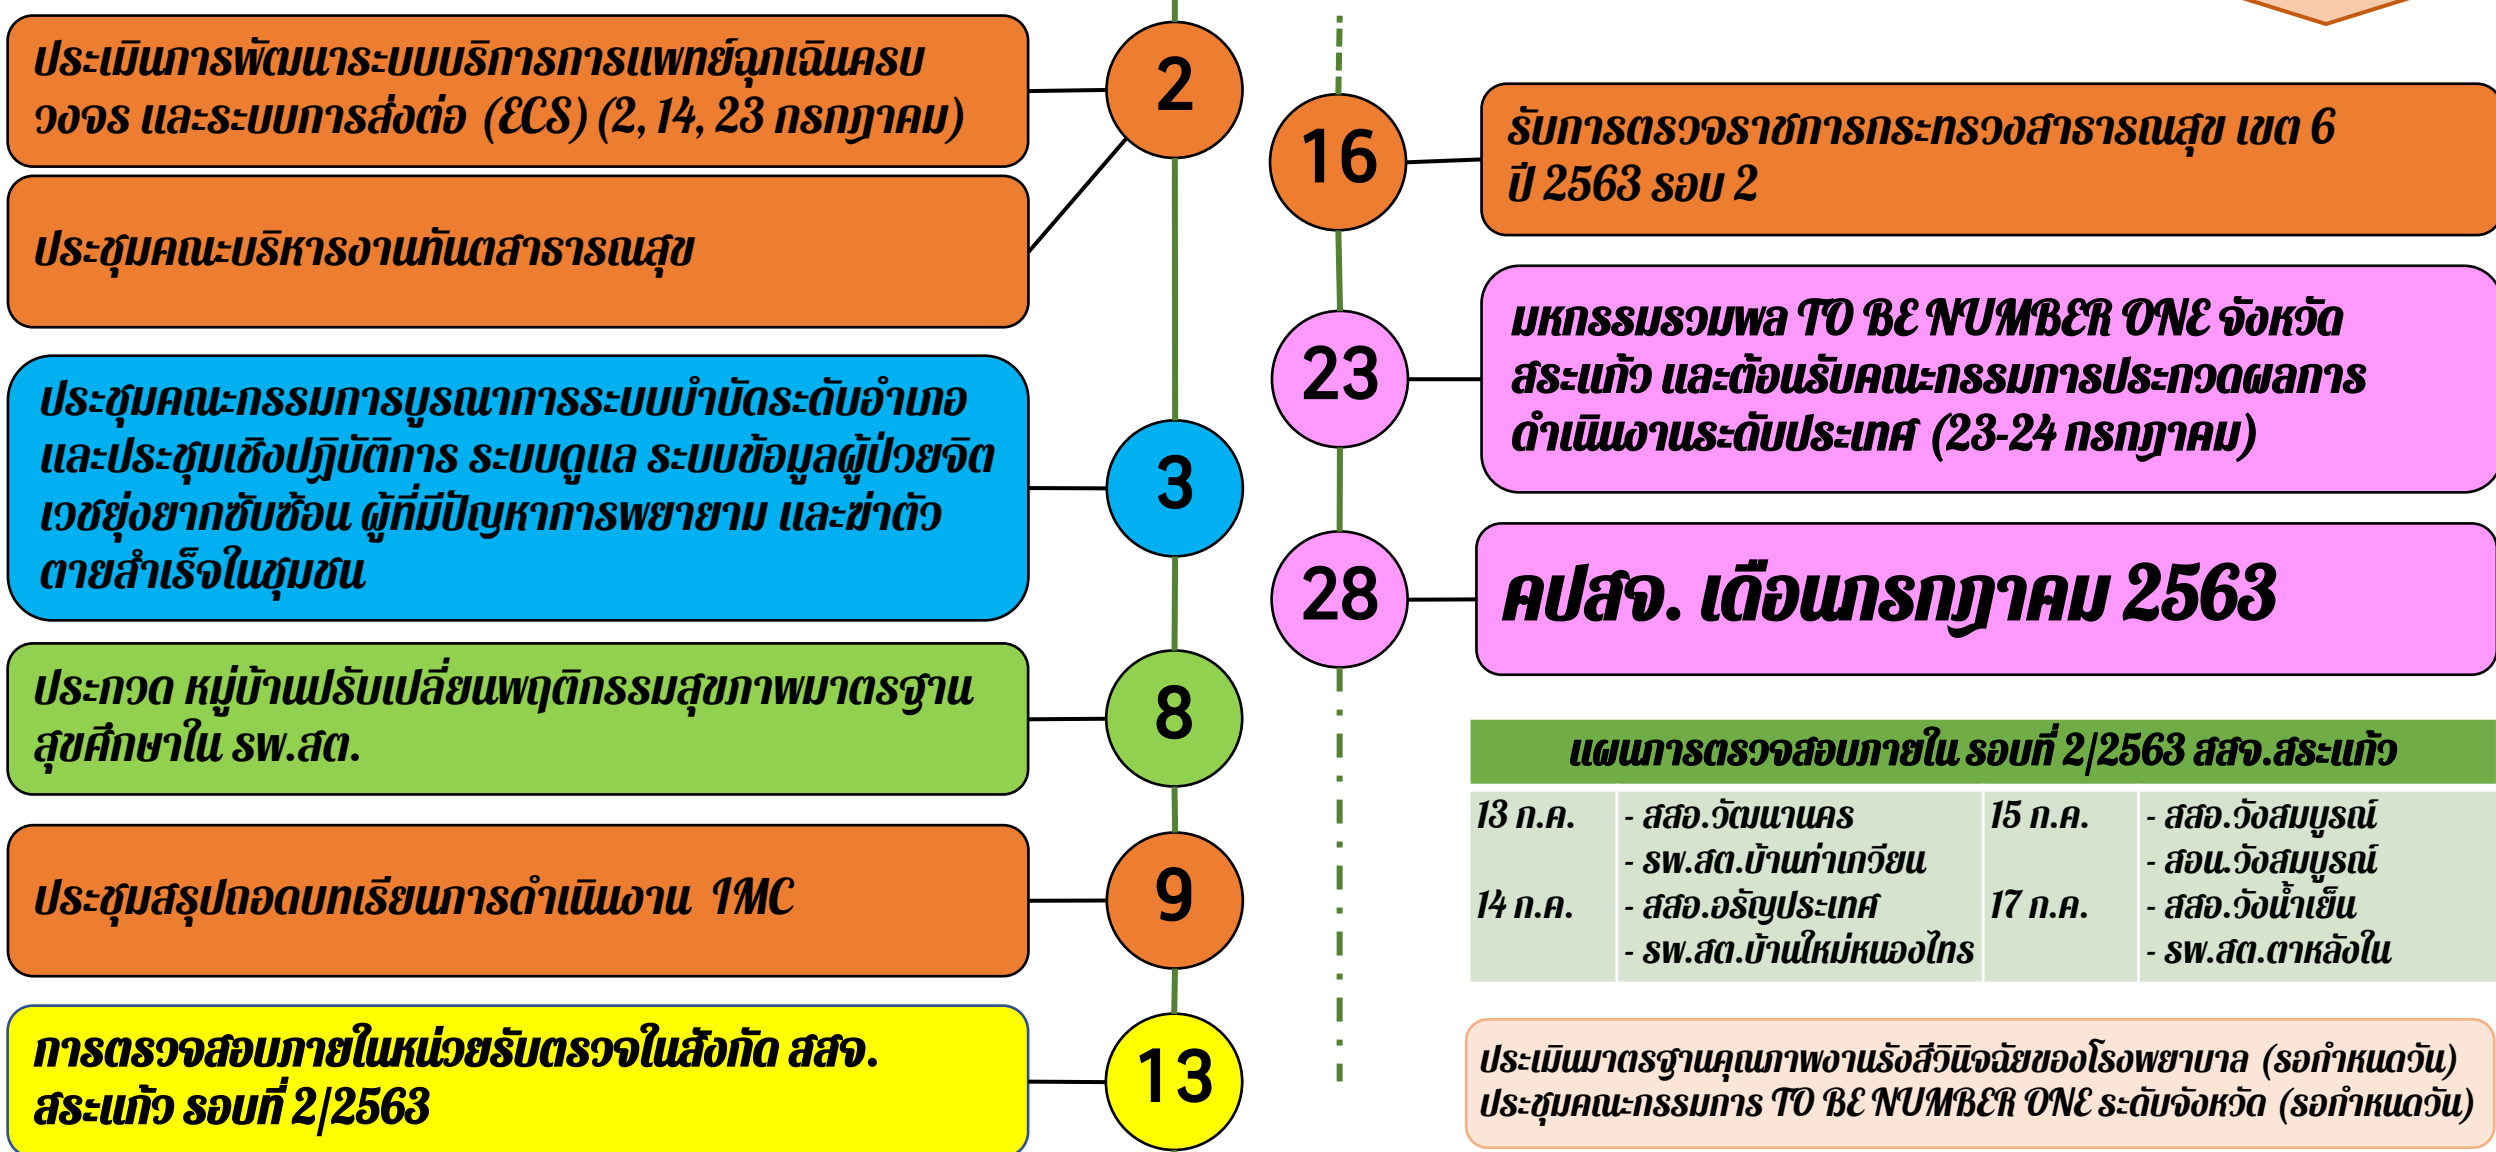 ประเมินการพัฒนาระบบบริการการแพทย์ฉุกเฉินครบ
วงจร และระบบการส่งต่อ (ECS) (2, 14, 23 กรกฎาคม)
2
ประชุมคณะบริหารงานทันตสาธารณสุข
ประชุมคณะกรรมการบูรณาการระบบบำบัดระดับอำเภอ
และประชุมเชิงปฏิบัติการ ระบบดูแล ระบบข้อมูลผู้ป่วยจิต
เวชยุ่งยากซับซ้อน ผู้ที่มีปัญหาการพยายาม และฆ่าตัว
ตายสำเร็จในชุมชน
3
ประกวด หมู่บ้านปรับเปลี่ยนพฤติกรรมสุขภาพมาตรฐาน
สุขศึกษาใน รพ.สต.
8
ประชุมสรุปถอดบทเรียนการดำเนินงาน IMC
9
การตรวจสอบภายในหน่วยรับตรวจในสังกัด สสจ.
สระแก้ว รอบที่ 2/2563
13
16
รับการตรวจราชการกระทรวงสาธารณสุข เขต 6
ปี 2563 รอบ 2
23
มหกรรมรวมพล TO BE NUMBER ONE จังหวัด
สระแก้ว และต้อนรับคณะกรรมการประกวดผลการ
ดำเนินงานระดับประเทศ (23-24 กรกฎาคม)
28
คปสจ. เดือนกรกฎาคม 2563
แผนการตรวจสอบภายใน รอบที่ 2/2563 สสจ.สระแก้ว
13 ก.ค. - สสอ.วัฒนานคร 15 ก.ค. - สสอ.วังสมบูรณ์
- รพ.สต.บ้านท่าเกวียน - สอน.วังสมบูรณ์
14 ก.ค. - สสอ.อรัญประเทศ 17 ก.ค. - สสอ.วังน้ำเย็น
- รพ.สต.บ้านใหม่หนองไทร - รพ.สต.ตาหลังใน
ประเมินมาตรฐานคุณภาพงานรังสีวินิจฉัยของโรงพยาบาล (รอกำหนดวัน)
ประชุมคณะกรรมการ TO BE NUMBER ONE ระดับจังหวัด (รอกำหนดวัน)